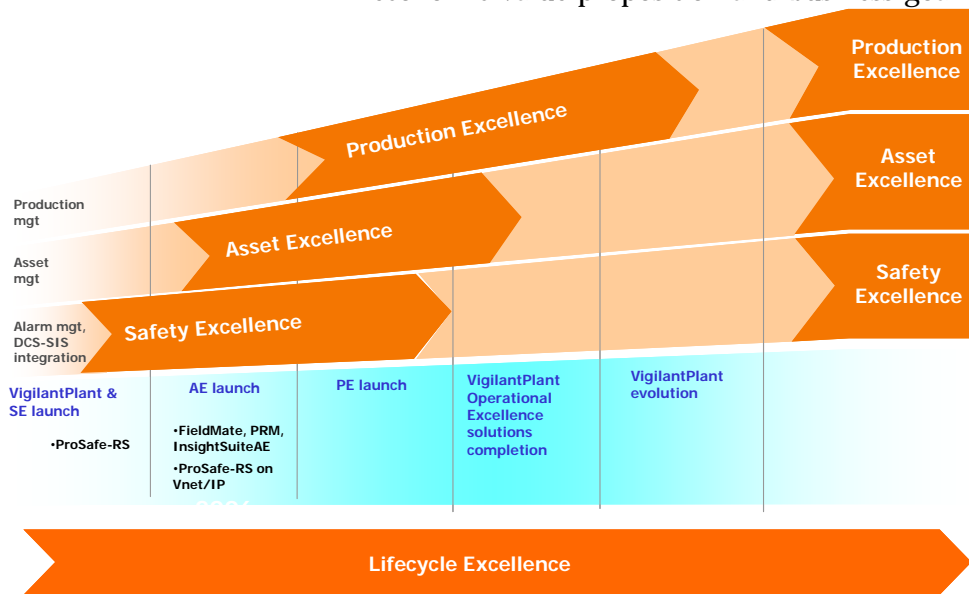 Production
Excellence
Production Excellence
Asset
Excellence
Production
mgt
Asset Excellence
Asset
mgt
Safety
Excellence
Safety Excellence
Alarm mgt,
DCS-SIS
integration
VigilantPlant &
SE launch
•ProSafe-RS
AE launch
•FieldMate, PRM,
InsightSuiteAE
•ProSafe-RS on
Vnet/IP
PE launch
VigilantPlant
Operational
Excellence
solutions
completion
VigilantPlant
evolution
Lifecycle Excellence